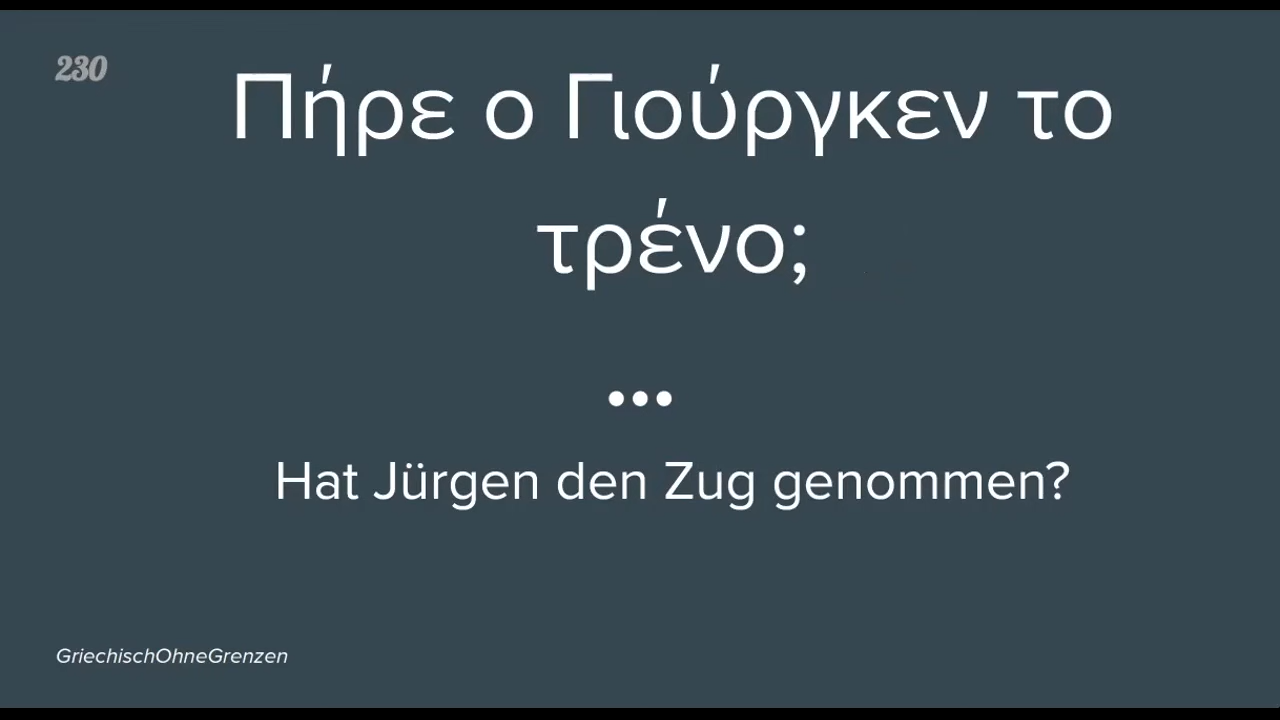 230
Πήρε ο Γιούργκεν το
τρένο;
...
Hat Jürgen den Zug genommen?
GriechischOhneGrenzen